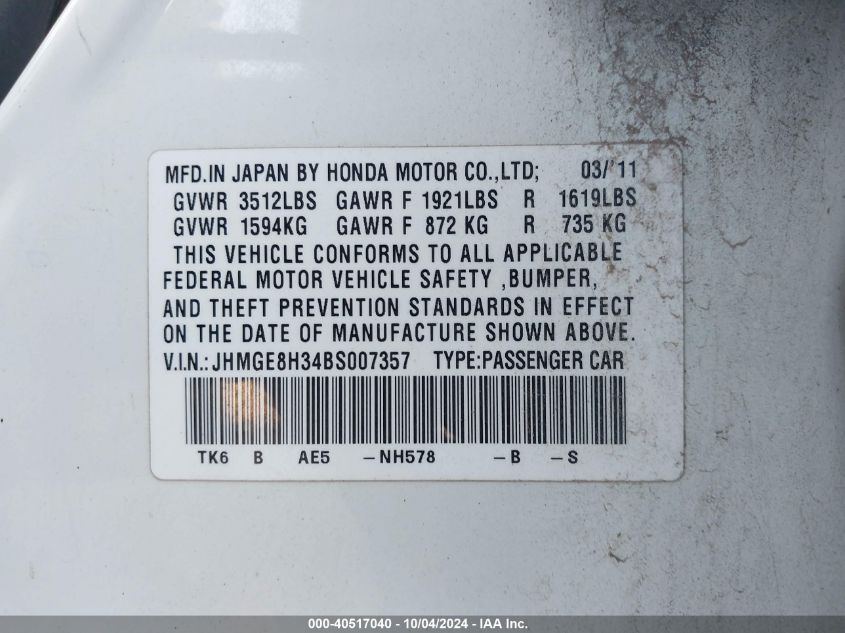 MFD.IN JAPAN BY HONDA MOTOR CO.,LTD; 03/'11
GVWR 3512LBS GAWR F 1921LBS R 1619LBS
GVWR 1594KG GAWR F 872 KG R 735 KG
THIS VEHICLE CONFORMS TO ALL APPLICABLE
FEDERAL MOTOR VEHICLE SAFETY ,BUMPER,
AND THEFT PREVENTION STANDARDS IN EFFECT
ON THE DATE OF MANUFACTURE SHOWN ABOVE.
V.I.N.:JHMGE8H34BS007357 TYPE:PASSENGER CAR
TK6 B AE5 -NH578 -B -S
000-40517040 - 10/04/2024 - IAA Inc.